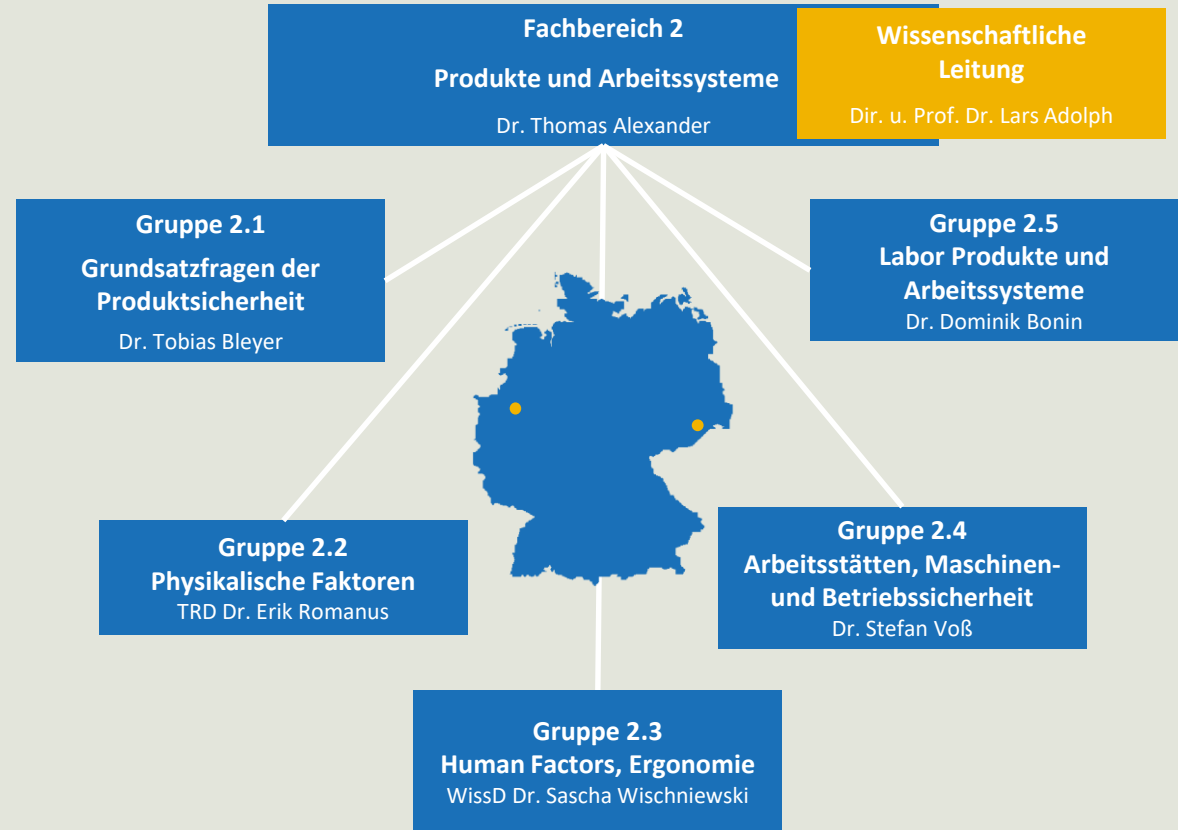 Fachbereich 2
Produkte und Arbeitssysteme
Dr. Thomas Alexander
Wissenschaftliche
Leitung
Dir. u. Prof. Dr. Lars Adolph
Gruppe 2.1
Grundsatzfragen der
Produktsicherheit
Dr. Tobias Bleyer
Gruppe 2.5
Labor Produkte und
Arbeitssysteme
Dr. Dominik Bonin
Gruppe 2.2
Physikalische Faktoren
TRD Dr. Erik Romanus
Gruppe 2.4
Arbeitsstätten, Maschinen-
und Betriebssicherheit
Dr. Stefan Voß
Gruppe 2.3
Human Factors, Ergonomie
WissD Dr. Sascha Wischniewski